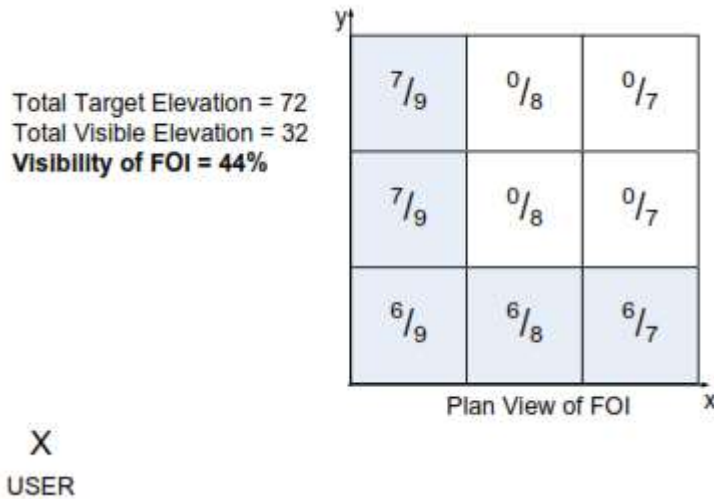 y
Total Target Elevation = 72
Total Visible Elevation = 32
Visibility of FOI = 44%
7/9 0/8 0/7
7/9 0/8 0/7
6/9 6/8 6/7
x
Plan View of FOI
X
USER